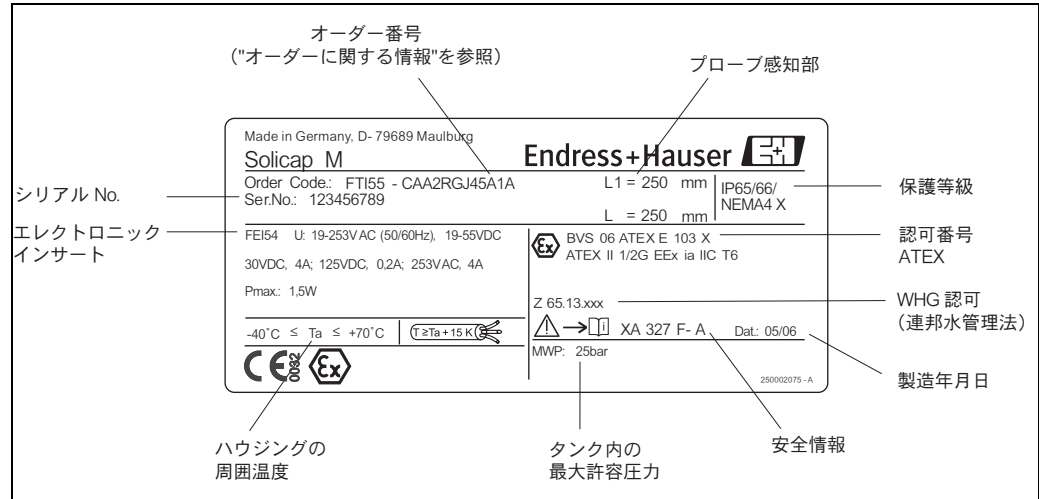 オーダー番号
("オーダーに関する情報"を参照)
プローブ感知部
Made in Germany, D- 79689 Maulburg
Solicap M
Endress+Hauser
Order Code.: FTI55 - CAA2RGJ45A1A
L1 = 250 mm
IP65/66/
NEMA4 X
Ser.No.: 123456789
L = 250 mm
シリアル No.
保護等級
エレクトロニック
インサート
FEI54 U: 19-253V AC (50/60Hz), 19-55VDC
30VDC, 4A; 125VDC, 0,2A; 253VAC, 4A
Pmax.: 1,5W
Ex
BVS 06 ATEX E 103 X
ATEX II 1/2G EEx ia IIC T6
認可番号
ATEX
Z 65.13.xxx
WHG 認可
(連邦水管理法)
-40°C ≤ Ta ≤ +70°C
T≥Ta+15 K
i XA 327 F- A
Dat.: 05/06
MWP: 25bar
CE 0032
Ex
250002075 - A
製造年月日
ハウジングの
周囲温度
タンク内の
最大許容圧力
安全情報